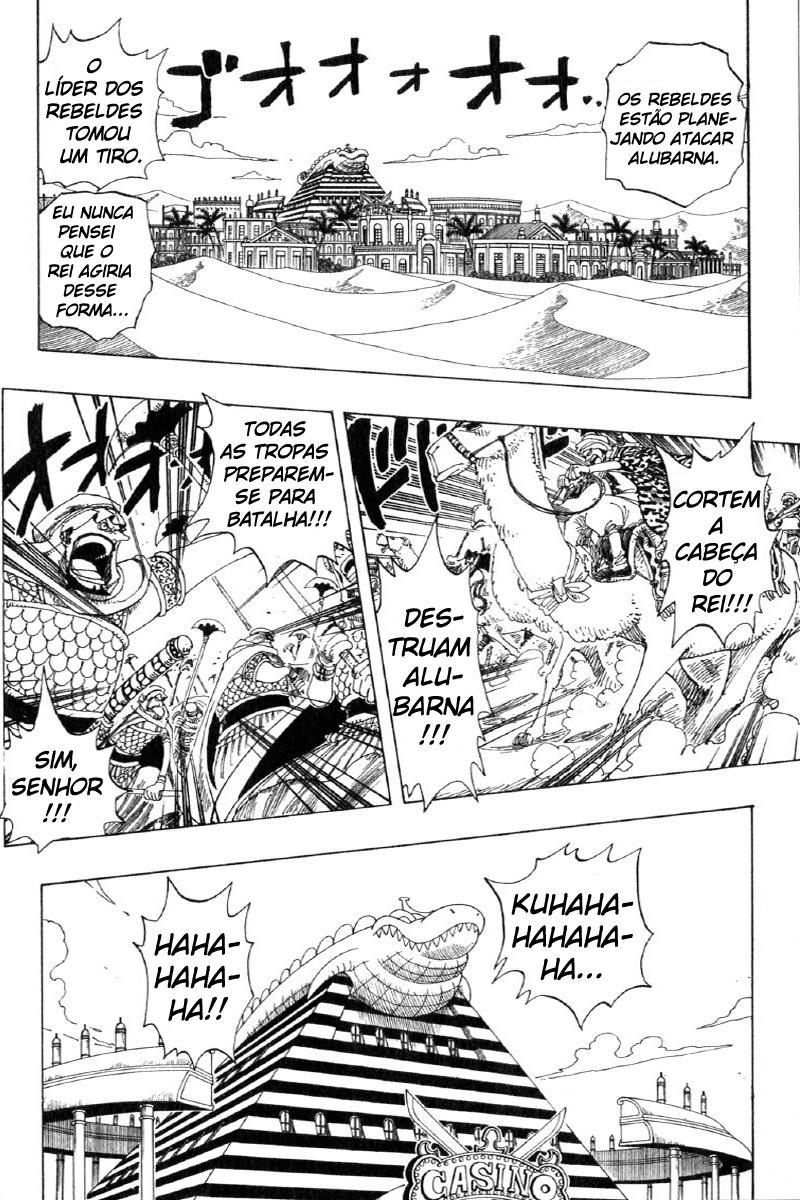 OS REBELDES
ESTÃO PLANE-
JANDO ATACAR
ALUBARNA.
ゴオオォオオ..
O
LÍDER DOS
REBELDES
TOMOU
UM TIRO.
EU NUNCA
PENSEI
QUE O
REI AGIRIA
DESSE
FORMA...
CORTEM
A
CABEÇA
DO
REI!!!
ドドド
DES-
TRUAM
ALU-
BARNA
!!!
TODAS
AS TROPAS
PREPAREM-
SE PARA
BATALHA!!!
オオオ
SIM,
SENHOR
!!!
KUHAHA-
HAHAHA-
HA...
HAHA-
HAHA-
HA!!
CASINO